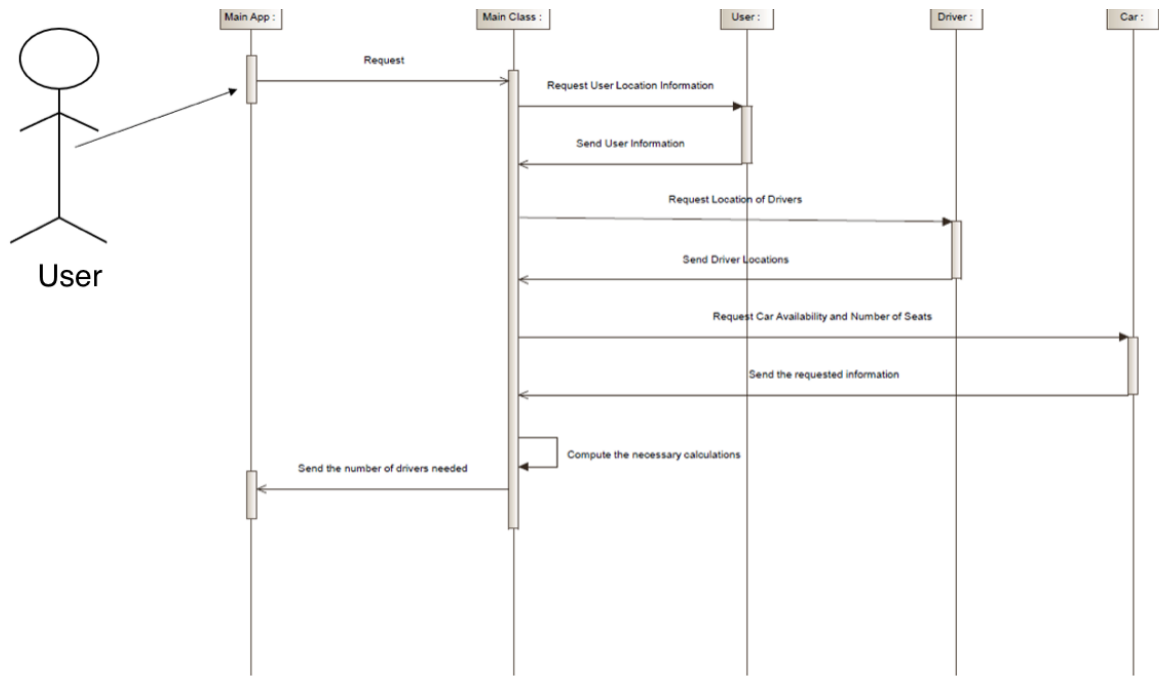 Main App :
Main Class :
User :
Driver :
Car :
Request
Request User Location Information
Send User Information
Request Location of Drivers
Send Driver Locations
User
Request Car Availability and Number of Seats
Send the requested information
Compute the necessary calculations
Send the number of drivers needed